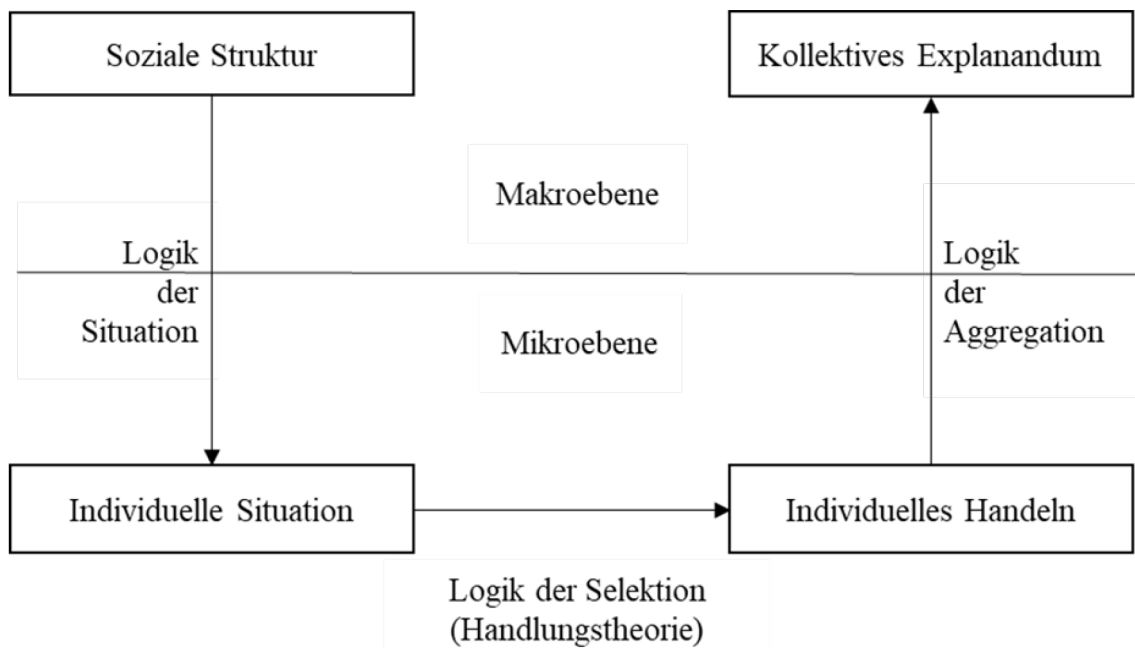 Soziale Struktur
Kollektives Explanandum
Makroebene
Logik
der
Situation
Logik
der
Aggregation
Mikroebene
Individuelle Situation
Individuelles Handeln
Logik der Selektion
(Handlungstheorie)